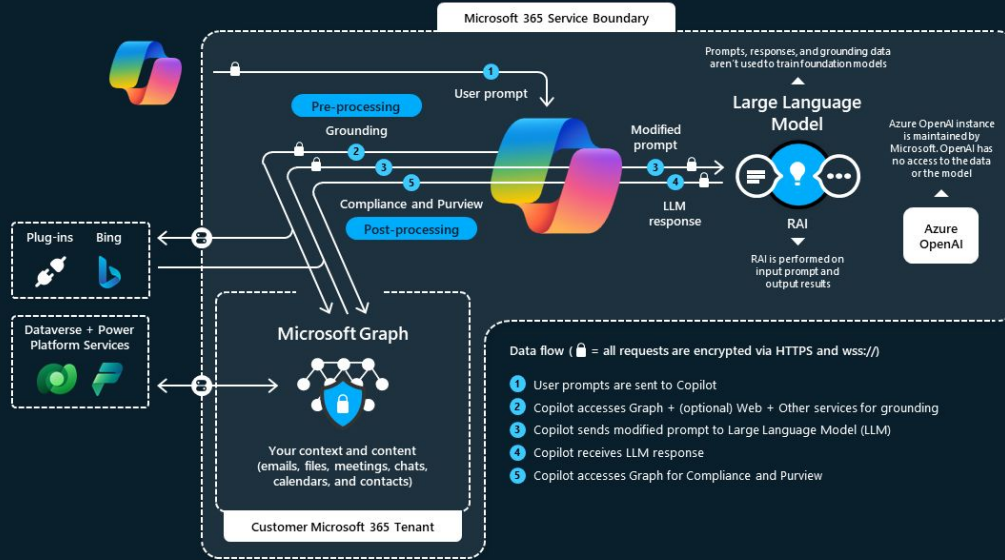 Microsoft 365 Service Boundary
1
User prompt
Prompts, responses, and grounding data
aren't used to train foundation models
Large Language
Model
Pre-processing
Grounding
2
3
5
Compliance and Purview
Post-processing
Modified
prompt
3
4
LLM
response
RAI
RAI is performed on
input prompt and
output results
Azure OpenAI instance
is maintained by
Microsoft. OpenAI has
no access to the data
or the model
Azure
OpenAI
Plug-ins
Bing
Dataverse + Power
Platform Services
Microsoft Graph
Your context and content
(emails, files, meetings, chats,
calendars, and contacts)
Customer Microsoft 365 Tenant
Data flow ( = all requests are encrypted via HTTPS and wss://)
1 User prompts are sent to Copilot
2 Copilot accesses Graph + (optional) Web + Other services for grounding
3 Copilot sends modified prompt to Large Language Model (LLM)
4 Copilot receives LLM response
5 Copilot accesses Graph for Compliance and Purview